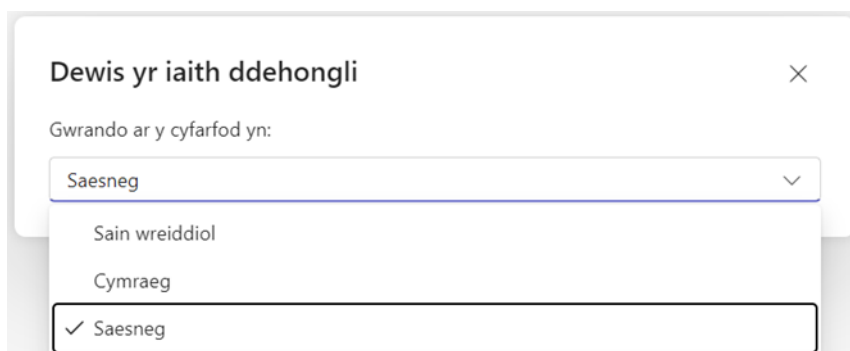 Dewis yr iaith ddehongli
Gwrando ar y cyfarfod yn:
Saesneg
Sain wreiddiol
Cymraeg
Saesneg